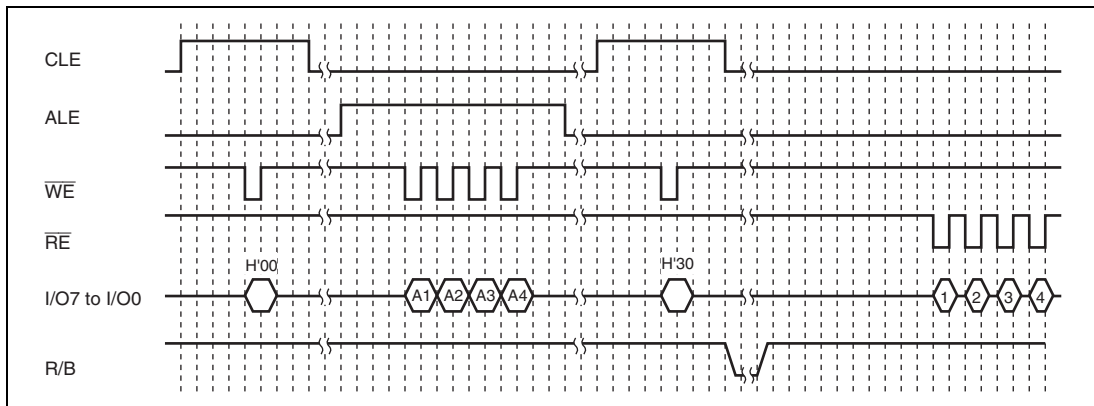 CLE
ALE
WE
RE
H'00
H'30
I/O7 to I/O0
A1 A2 A3 A4
1 2 3 4
R/B